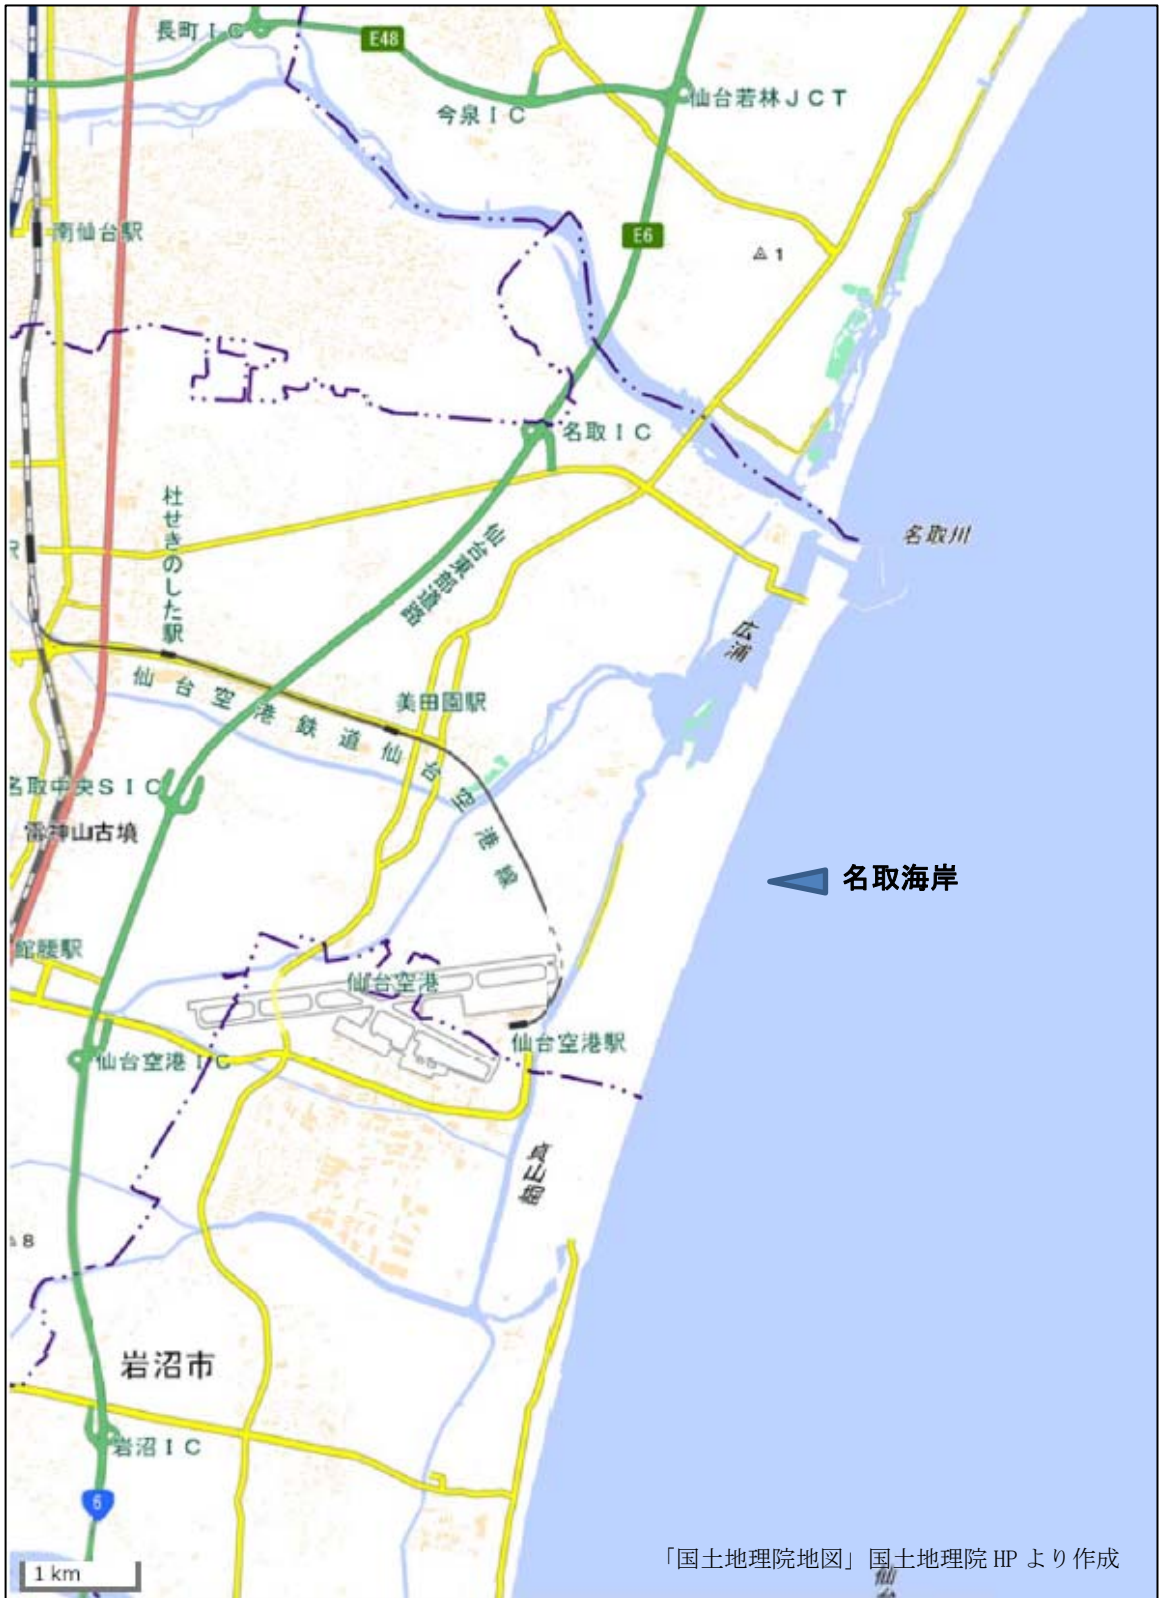 長町ＩＣ
E48
今泉ＩＣ
仙台若林ＪＣＴ
南仙台駅
E6
1
名取ＩＣ
杜せきのした駅
仙台東部道路
名取川
広浦
美田園駅
仙台空港鉄道仙台空港線
名取中央ＳＩＣ
雷神山古墳
名取海岸
館腰駅
仙台空港
仙台空港駅
仙台空港ＩＣ
貞山堀
8
岩沼市
岩沼ＩＣ
6
1 km
「国土地理院地図」国土地理院 HP より作成
仙台